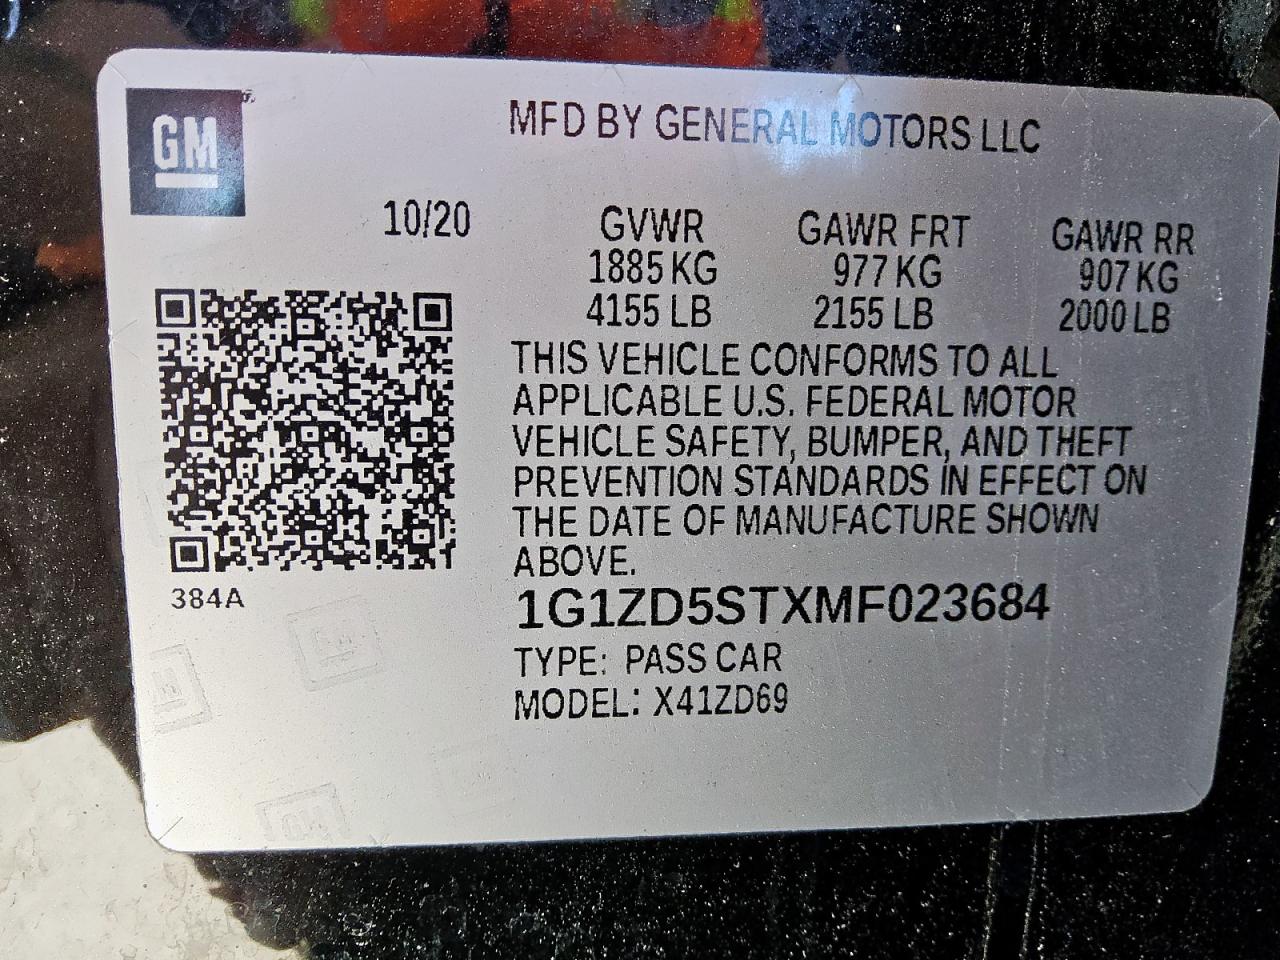 GM
MFD BY GENERAL MOTORS LLC
10/20
GVWR GAWR FRT GAWR RR
1885 KG 977 KG 907 KG
4155 LB 2155 LB 2000 LB
THIS VEHICLE CONFORMS TO ALL
APPLICABLE U.S. FEDERAL MOTOR
VEHICLE SAFETY, BUMPER, AND THEFT
PREVENTION STANDARDS IN EFFECT ON
THE DATE OF MANUFACTURE SHOWN
ABOVE.
384A
1G1ZD5STXMF023684
TYPE: PASS CAR
MODEL: X41ZD69